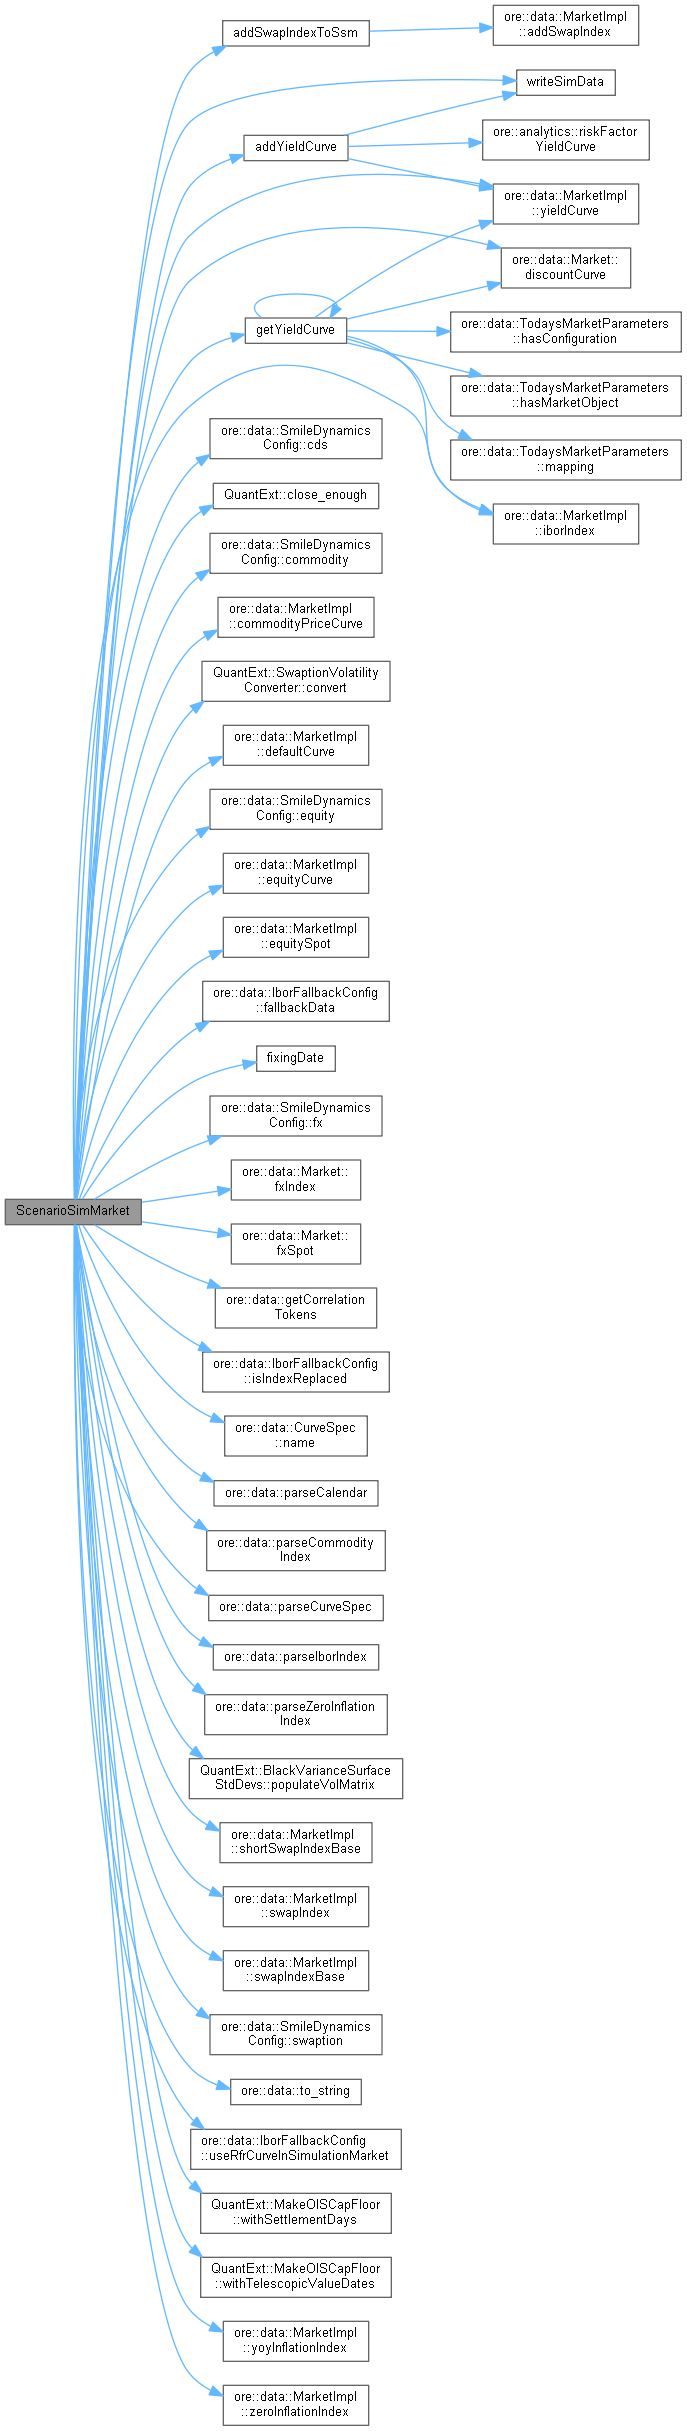 addSwapIndexToSsm
ore::data::MarketImpl
::addSwapIndex
writeSimData
addYieldCurve
ore::analytics::riskFactor
YieldCurve
ore::data::MarketImpl
::yieldCurve
ore::data::Market::
discountCurve
getYieldCurve
ore::data::TodaysMarketParameters
::hasConfiguration
ore::data::TodaysMarketParameters
::hasMarketObject
ore::data::TodaysMarketParameters
::mapping
ore::data::MarketImpl
::iborIndex
ore::data::SmileDynamics
Config::cds
QuantExt::close_enough
ore::data::SmileDynamics
Config::commodity
ore::data::MarketImpl
::commodityPriceCurve
QuantExt::SwaptionVolatility
Converter::convert
ore::data::MarketImpl
::defaultCurve
ore::data::SmileDynamics
Config::equity
ore::data::MarketImpl
::equityCurve
ore::data::MarketImpl
::equitySpot
ore::data::IborFallbackConfig
::fallbackData
fixingDate
ore::data::SmileDynamics
Config::fx
ore::data::Market::
fxIndex
ScenarioSimMarket
ore::data::Market::
fxSpot
ore::data::getCorrelation
Tokens
ore::data::IborFallbackConfig
::isIndexReplaced
ore::data::CurveSpec
::name
ore::data::parseCalendar
ore::data::parseCommodity
Index
ore::data::parseCurveSpec
ore::data::parseIborIndex
ore::data::parseZeroInflation
Index
QuantExt::BlackVarianceSurface
StdDevs::populateVolMatrix
ore::data::MarketImpl
::shortSwapIndexBase
ore::data::MarketImpl
::swapIndex
ore::data::MarketImpl
::swapIndexBase
ore::data::SmileDynamics
Config::swaption
ore::data::to_string
ore::data::IborFallbackConfig
::useRfrCurveInSimulationMarket
QuantExt::MakeOISCapFloor
::withSettlementDays
QuantExt::MakeOISCapFloor
::withTelescopicValueDates
ore::data::MarketImpl
::yoyInflationIndex
ore::data::MarketImpl
::zeroInflationIndex